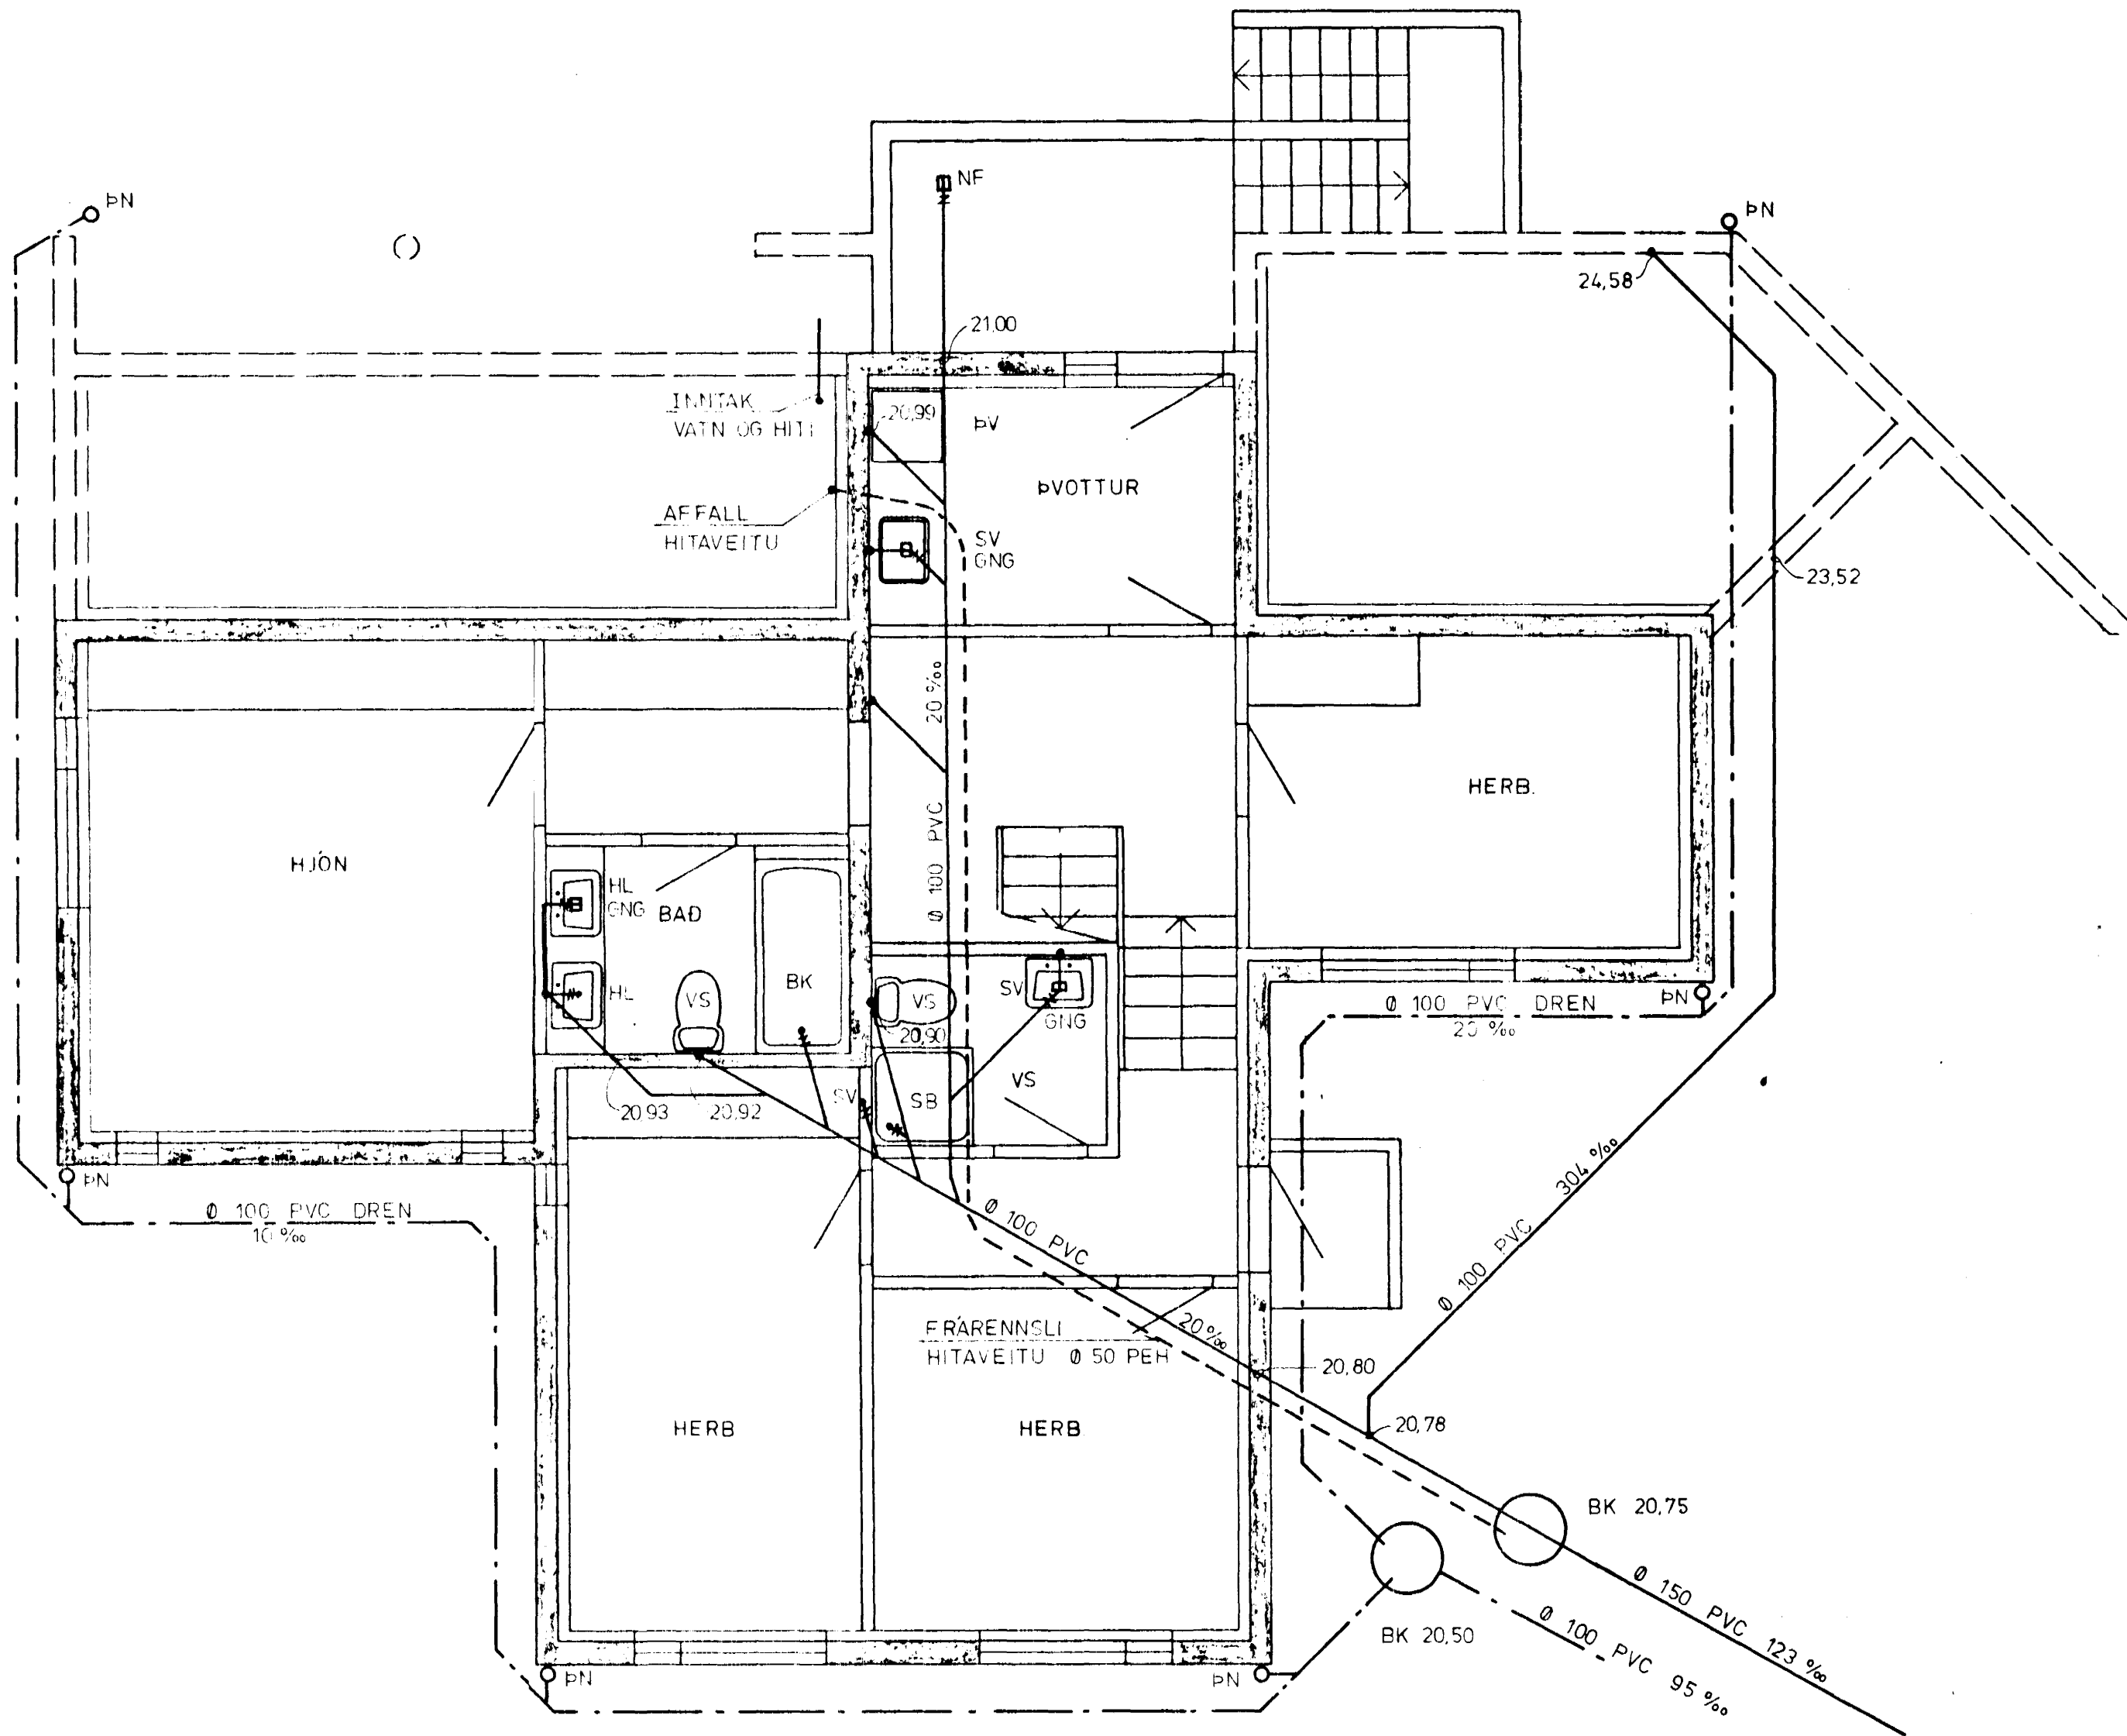 ÞN
NF
ÞN
24,58
21,00
INNTAK
VATN OG HITI
20,99
ÞV
ÞVOTTUR
AFFALL
HITAVEITU
SV
GNG
23,52
20 ‰
Ø 100 PVC
HERB.
HJÓN
HL
GNG
BAÐ
HL
VS
BK
VS
20,90
SV
GNG
ÞN
Ø 100 PVC DREN
20 ‰
SV
SB
VS
20,93
20,92
ÞN
Ø 100 PVC DREN
10 ‰
Ø 100 PVC
304 ‰
Ø 100 PVC
20 ‰
FRÁRENNSLI
HITAVEITU Ø 50 PEH
20,80
HERB
HERB
20,78
BK 20,75
BK 20,50
Ø 150 PVC 123 ‰
Ø 100 PVC 95 ‰
ÞN
ÞN